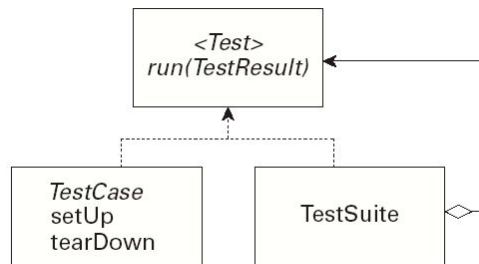 <Test>
run(TestResult)
TestCase
setUp
tearDown
TestSuite